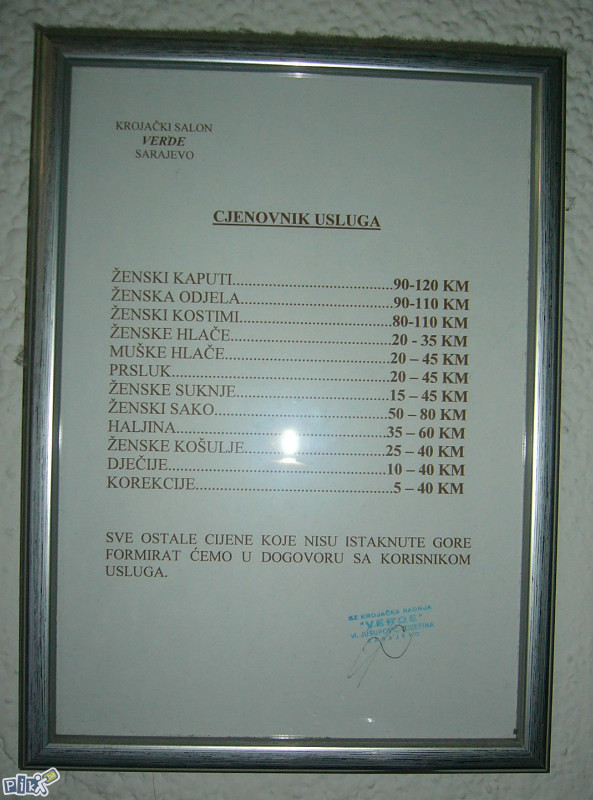 KROJAČKI SALON
VERDE
SARAJEVO
CJENOVNIK USLUGA
ŽENSKI KAPUTI.......................................90-120 KM
ŽENSKA ODJELA.....................................90-110 KM
ŽENSKI KOSTIMI.....................................80-110 KM
ŽENSKE HLAČE.......................................20 - 35 KM
MUŠKE HLAČE........................................20 – 45 KM
PRSLUK....................................................20 – 45 KM
ŽENSKE SUKNJE.....................................15 – 45 KM
ŽENSKI SAKO..........................................50 – 80 KM
HALJINA..................................................35 – 60 KM
ŽENSKE KOŠULJE...................................25 – 40 KM
DJEČIJE....................................................10 – 40 KM
KOREKCIJE..............................................5 – 40 KM
SVE OSTALE CIJENE KOJE NISU ISTAKNUTE GORE
FORMIRAT ĆEMO U DOGOVORU SA KORISNIKOM
USLUGA.
SZ KROJAČKA RADNJA
"VERDE"
Vl. JUSUPOVIĆ
SARAJEVO
pik